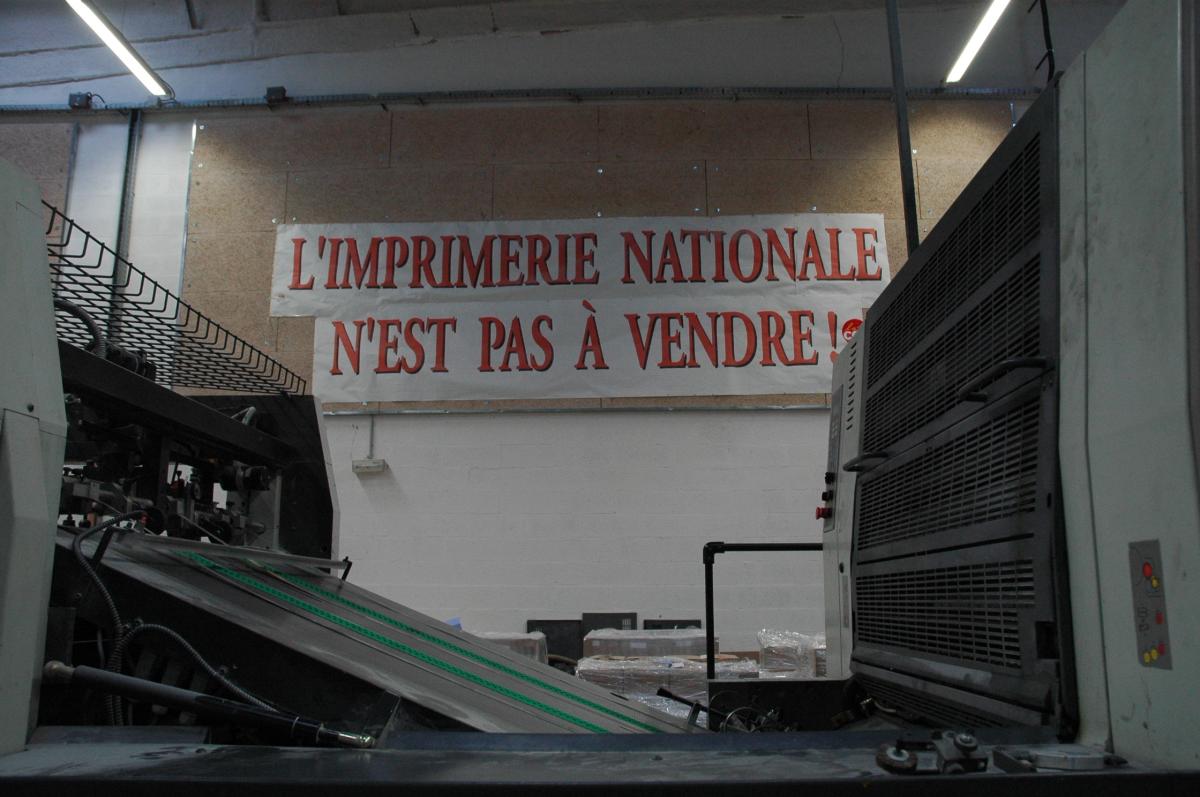 L'IMPRIMERIE NATIONALE
N'EST PAS À VENDRE !